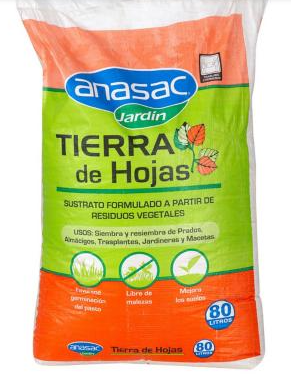 anasac
Jardín
TIERRA
de Hojas
SUSTRATO FORMULADO A PARTIR DE
RESIDUOS VEGETALES
USOS: Siembra y resiembra de Prados,
Almácigos, Trasplantes, Jardineras y Macetas.
Favorece
germinación
del pasto
Libre de
malezas
Mejora
los suelos
80
LITROS
anasac
Jardín
Tierra de Hojas
80
LITROS